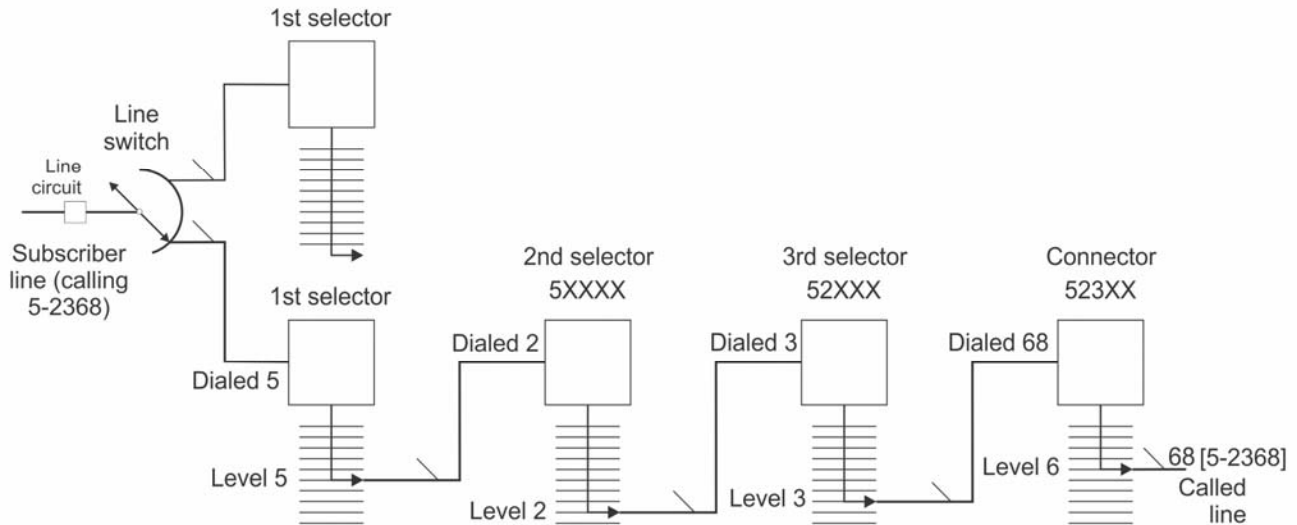 1st selector
Line
switch
Line
circuit
Subscriber
line (calling
5-2368)
1st selector
Dialed 5
Level 5
2nd selector
5XXXX
Dialed 2
Level 2
3rd selector
52XXX
Dialed 3
Level 3
Connector
523XX
Dialed 68
Level 6
68 [5-2368]
Called
line